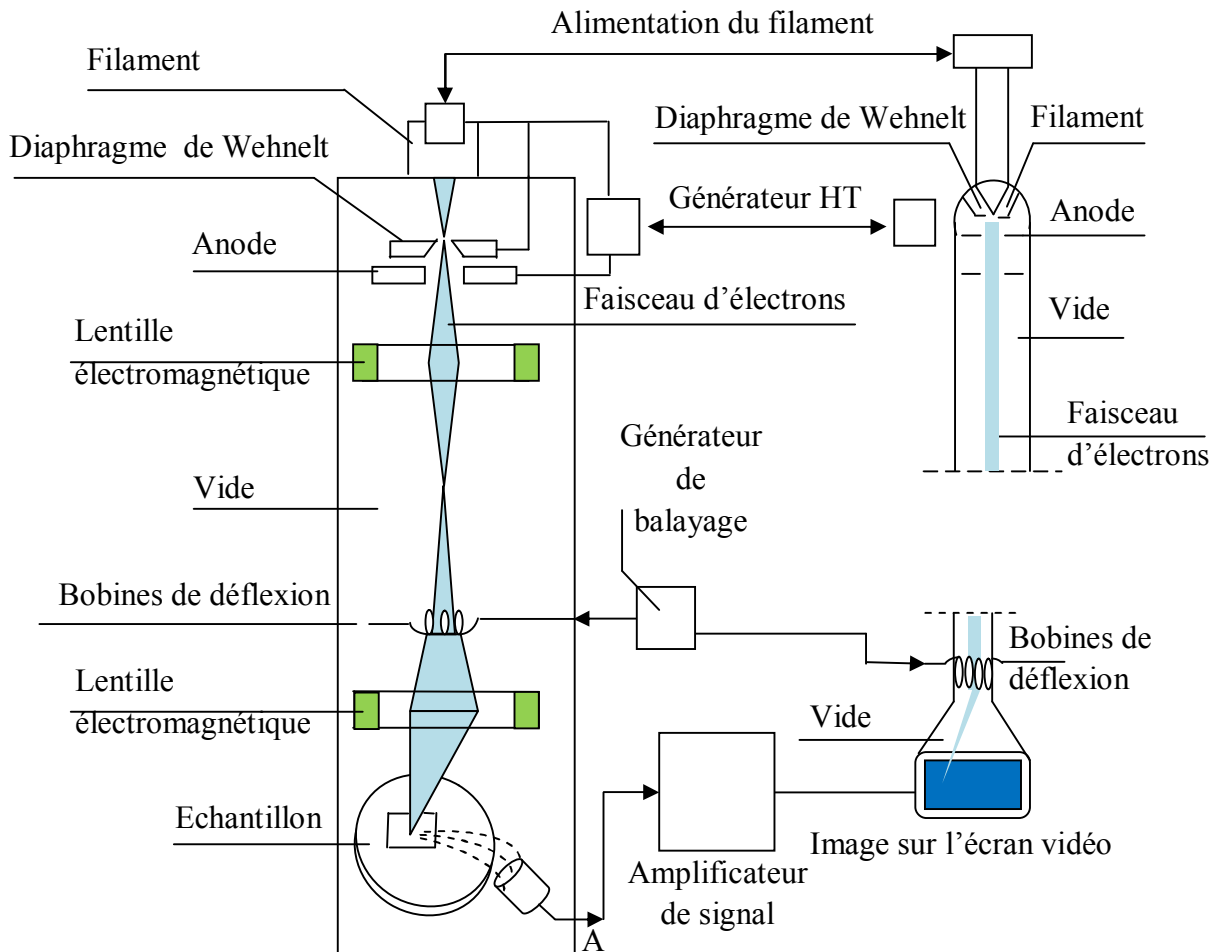 Alimentation du filament
Filament
Diaphragme de Wehnelt
Anode
Lentille
électromagnétique
Vide
Bobines de déflexion
Lentille
électromagnétique
Echantillon
A
Générateur HT
Faisceau d’électrons
Générateur
de
balayage
Amplificateur
de signal
Diaphragme de Wehnelt
Filament
Anode
Vide
Faisceau
d’électrons
Bobines de
déflexion
Vide
Image sur l’écran vidéo